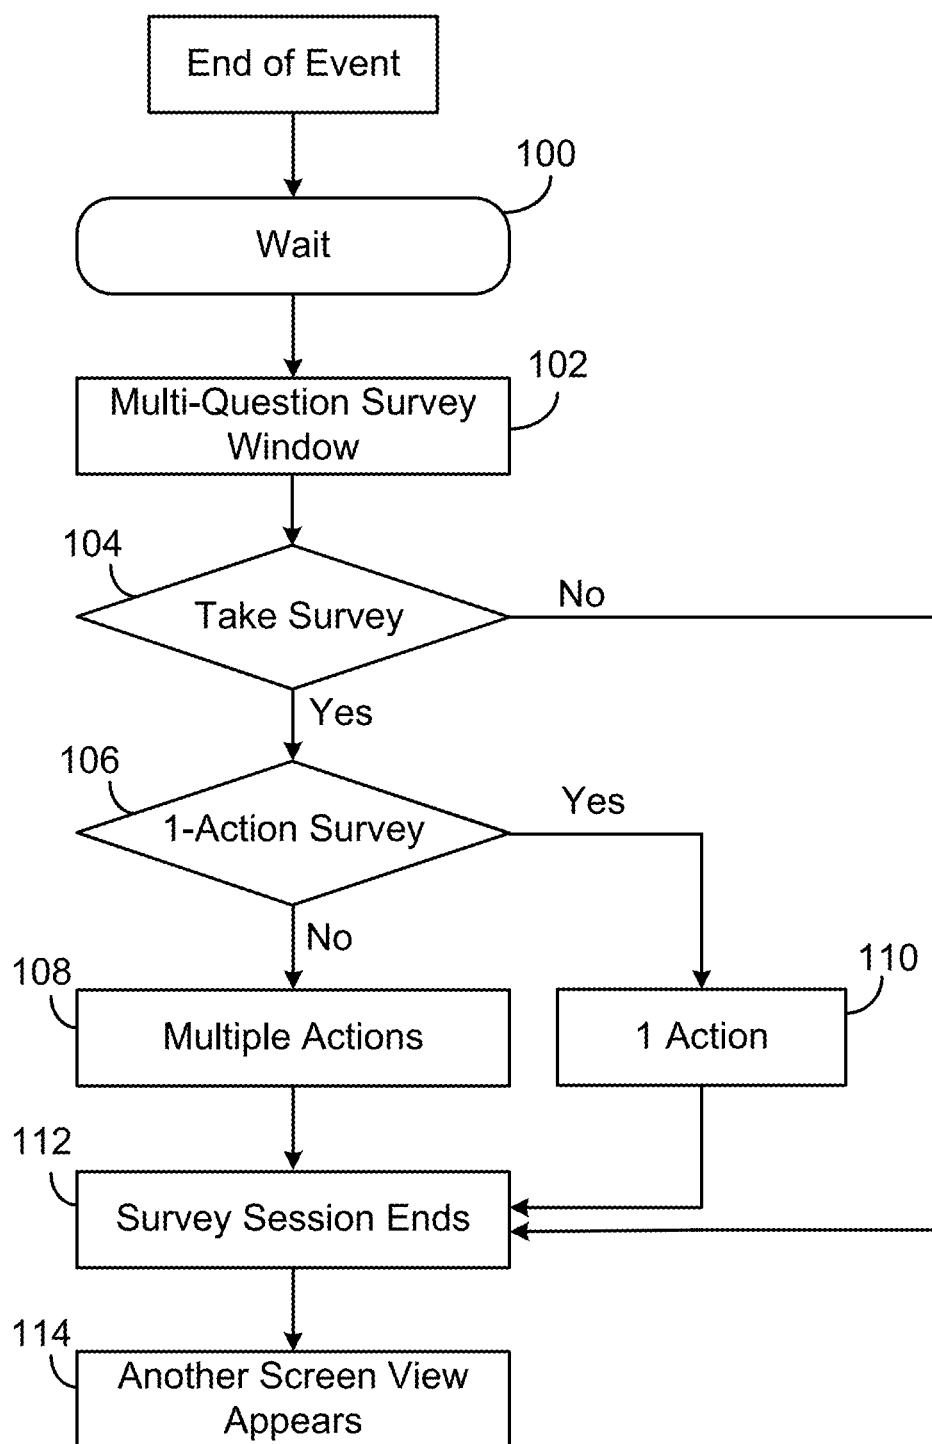 End of Event
100
Wait
102
Multi-Question Survey
Window
104
Take Survey
No
Yes
106
1-Action Survey
Yes
No
108
Multiple Actions
110
1 Action
112
Survey Session Ends
114
Another Screen View
Appears